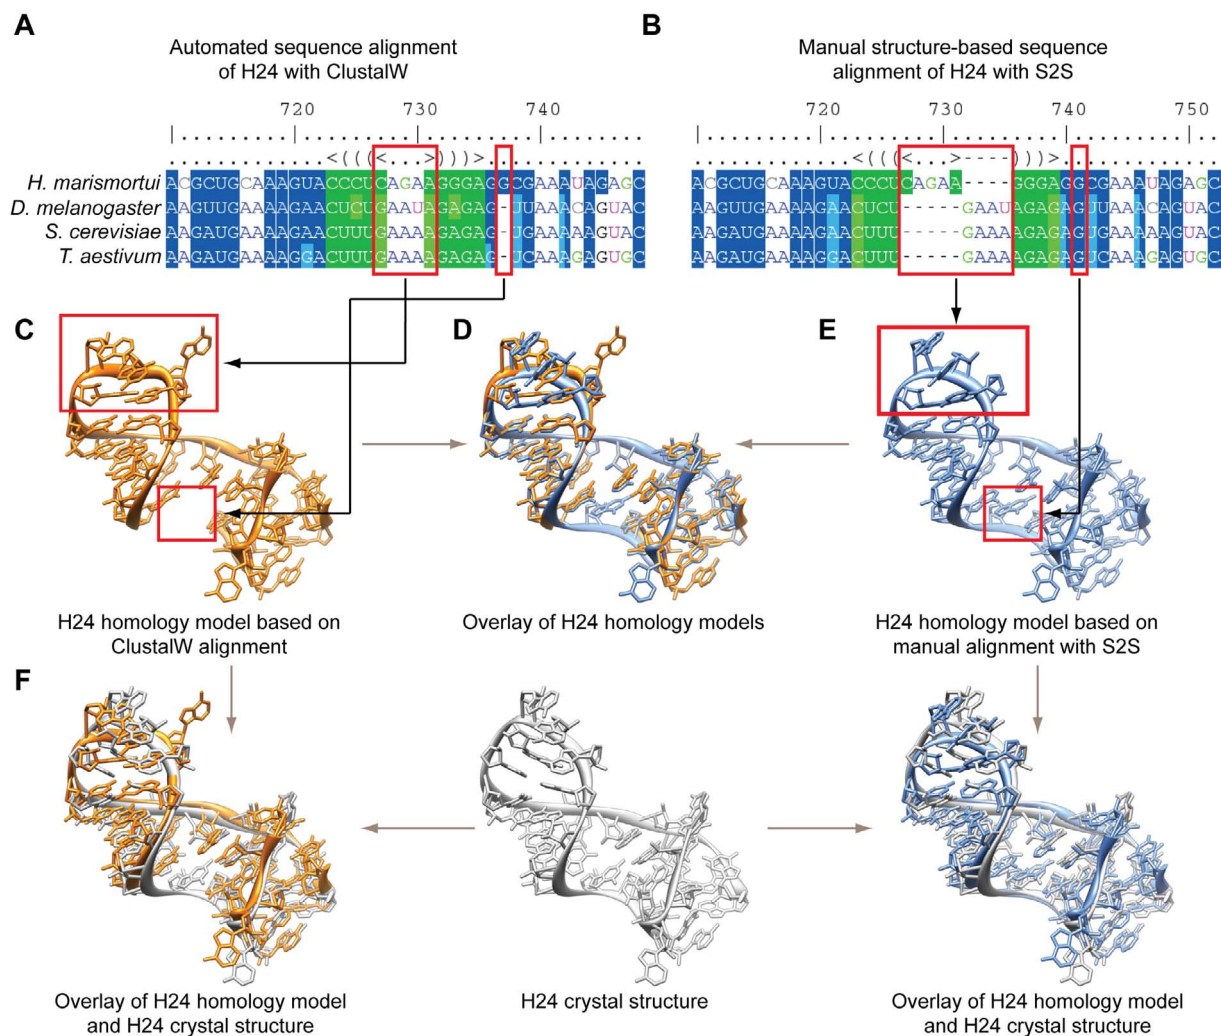 A
B
Automated sequence alignment
of H24 with ClustalW
Manual structure-based sequence
alignment of H24 with S2S
720 730 740
720 730 740 750
<(((<...>)))>
H. marismortui ACGCUGCAAAGUACCCUCAGAAGGGAGGCGAAAUAGAGC
D. melanogaster AAGUUGAAAAGAACUCUGAAUAGAGAG-UUAAACAGUAC
S. cerevisiae AAGAUGAAAAGAACUUUGAAAAGAGAG-UGAAAAAGUAC
T. aestivum AAGAUGAAAAGGACUUUGAAAAGAGAG-UCAAAGAGUGC
ACGCUGCAAAGUACCCUCAGAA----GGGAGGCGAAAUAGAGC
AAGUUGAAAAGAACUCU-----GAAUAGAGAGUUAAACAGUAC
AAGAUGAAAAGAACUUU-----GAAAAGAGAGUGAAAAAGUAC
AAGAUGAAAAGGACUUU-----GAAAAGAGAGUCAAAGAGUGC
C
D
E
H24 homology model based on
ClustalW alignment
Overlay of H24 homology models
H24 homology model based on
manual alignment with S2S
F
Overlay of H24 homology model
and H24 crystal structure
H24 crystal structure
Overlay of H24 homology model
and H24 crystal structure